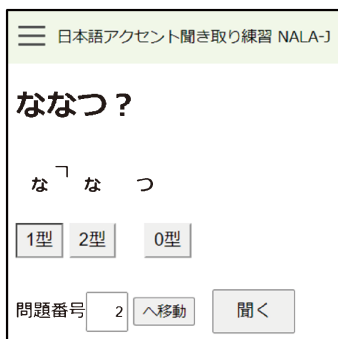 日本語アクセント聞き取り練習 NALA-J
ななつ？
な ┐ な つ
1型 2型 0型
問題番号 2 へ移動 聞く